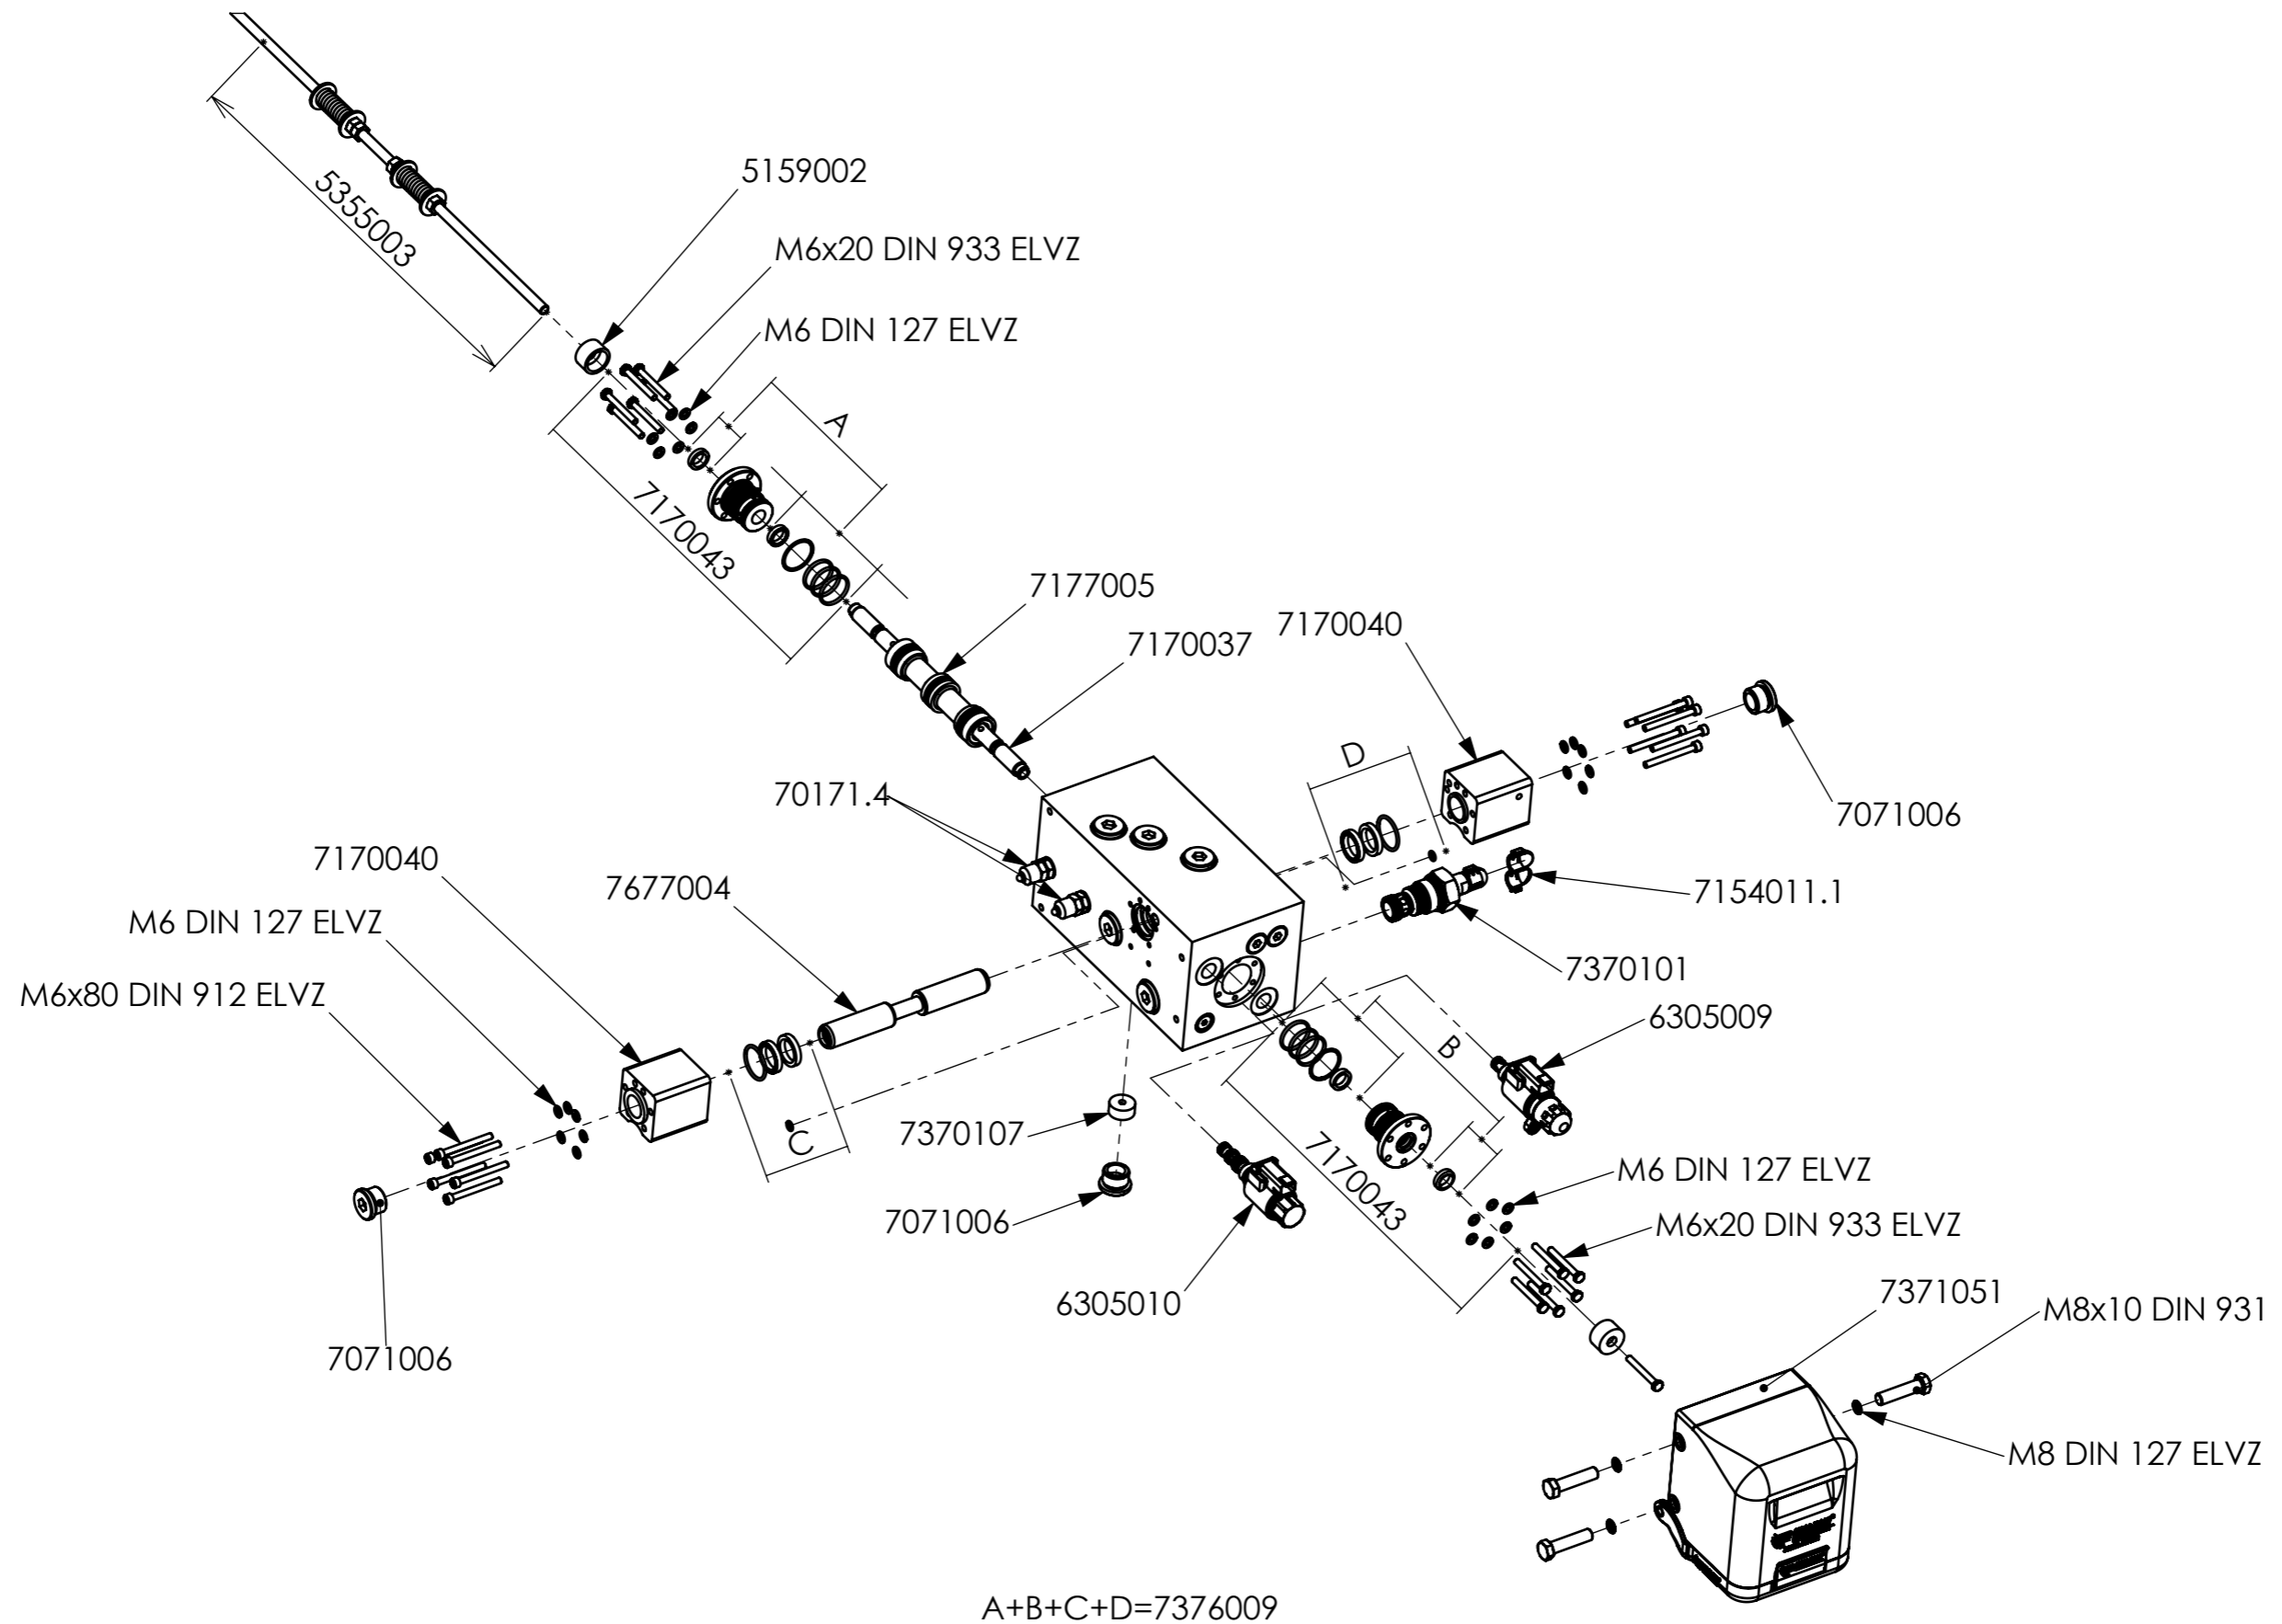 5159002
5355003
M6x20 DIN 933 ELVZ
M6 DIN 127 ELVZ
A
7170043
7177005
7170040
7170037
D
70171.4
7071006
7170040
7677004
7154011.1
M6 DIN 127 ELVZ
7370101
M6x80 DIN 912 ELVZ
6305009
B
7370107
C
7170043
M6 DIN 127 ELVZ
7071006
M6x20 DIN 933 ELVZ
6305010
7371051
M8x10 DIN 931
7071006
M8 DIN 127 ELVZ
A+B+C+D=7376009